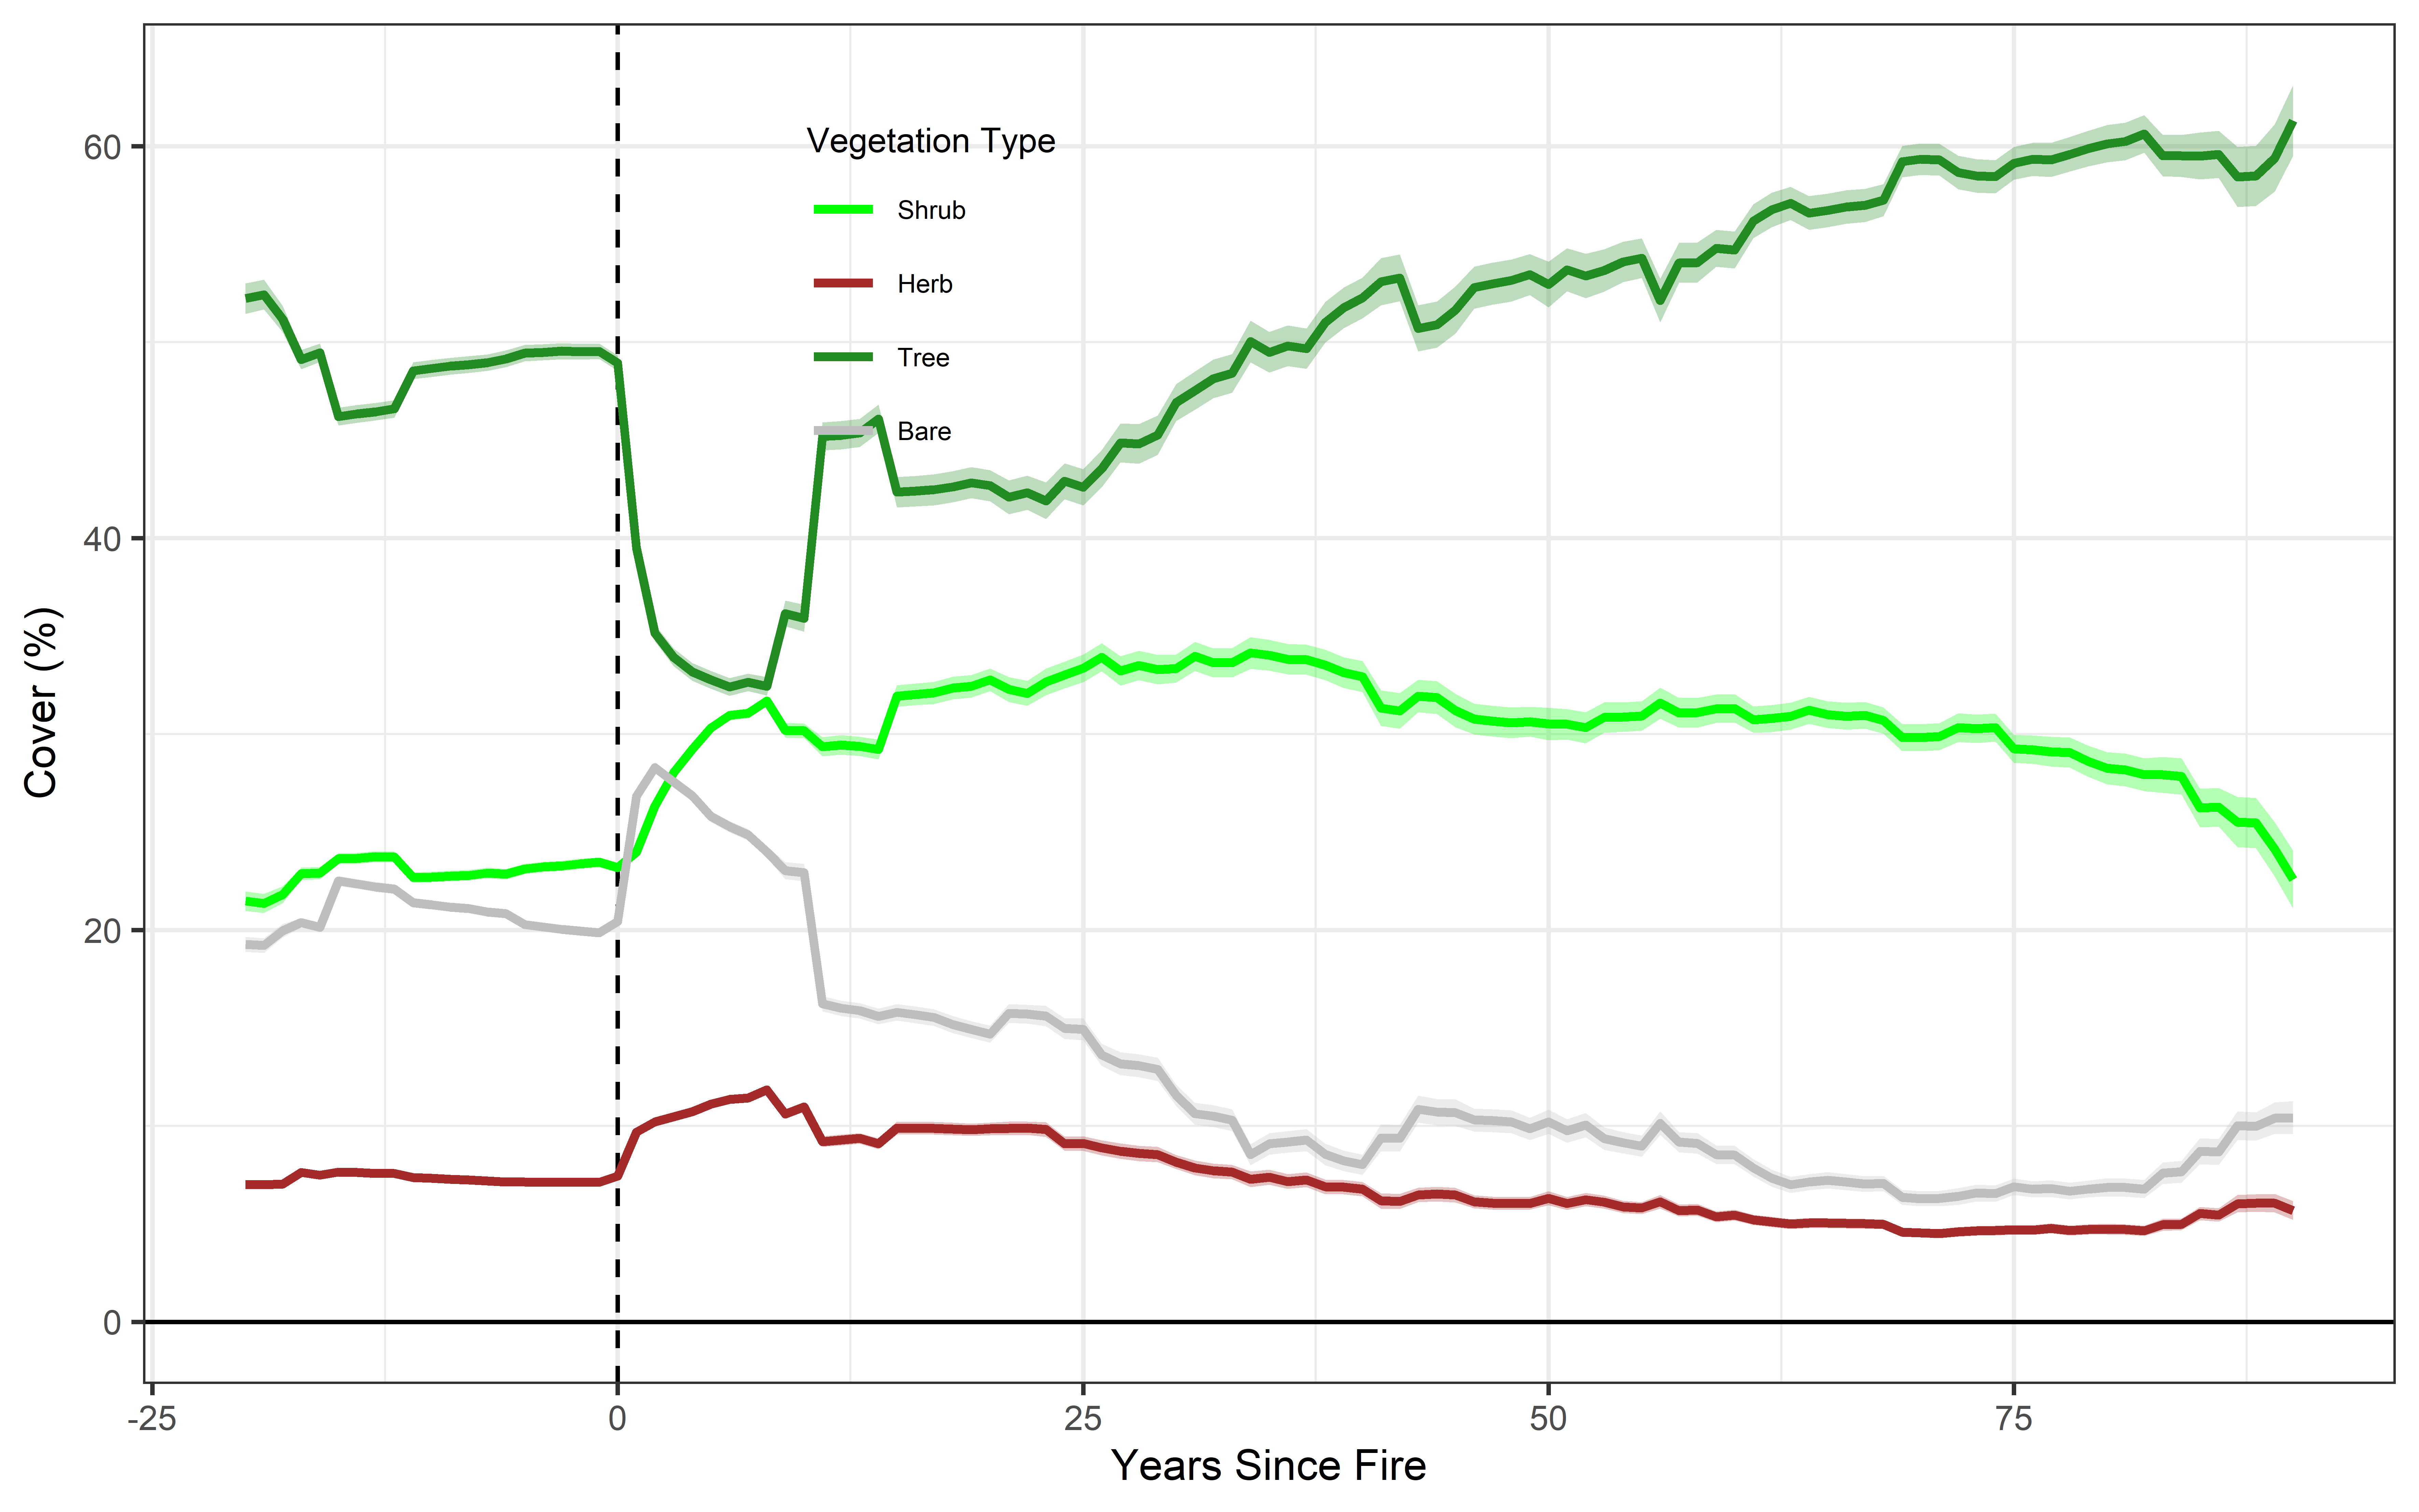 Vegetation Type
Shrub
Herb
Tree
Bare
60
40
20
0
Cover (%)
-25
0
25
50
75
Years Since Fire